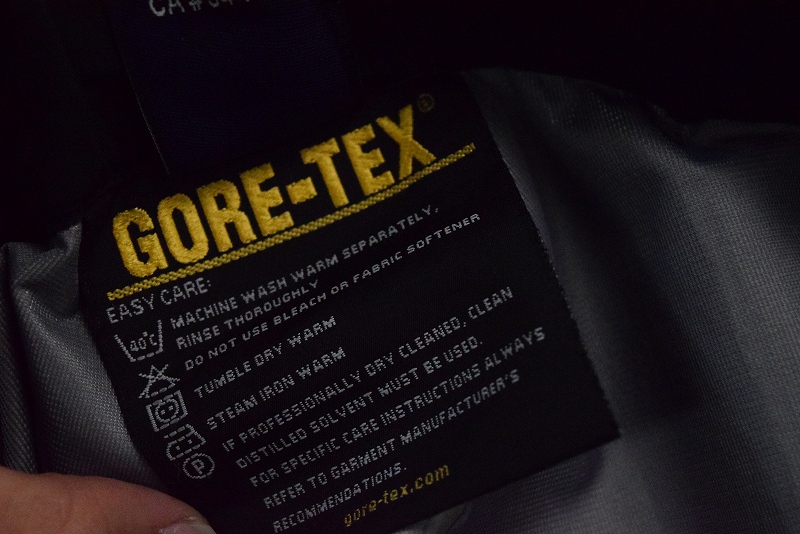 CA#
GORE-TEX®
EASY CARE:
MACHINE WASH WARM SEPARATELY,
RINSE THOROUGHLY
DO NOT USE BLEACH OR FABRIC SOFTENER
40°C
TUMBLE DRY WARM
STEAM IRON WARM
IF PROFESSIONALLY DRY CLEANED, CLEAN
DISTILLED SOLVENT MUST BE USED.
P
FOR SPECIFIC CARE INSTRUCTIONS ALWAYS
REFER TO GARMENT MANUFACTURER'S
RECOMMENDATIONS.
gore-tex.com